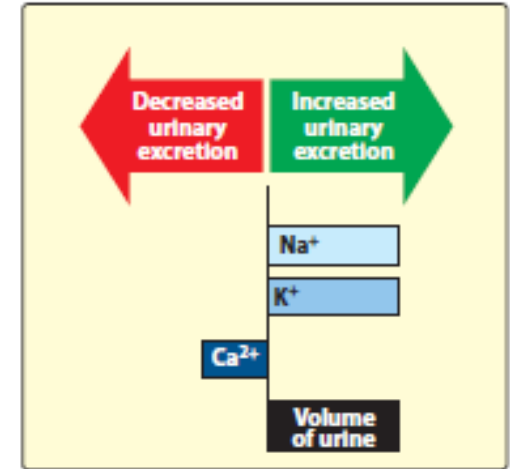 Decreased
urinary
excretion
Increased
urinary
excretion
Na⁺
K⁺
Ca²⁺
Volume
of urine